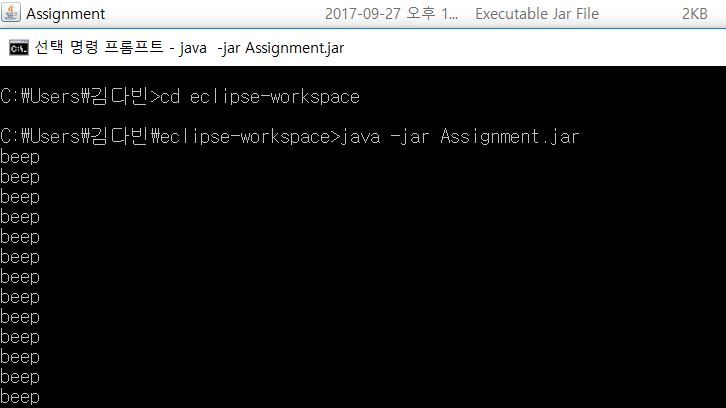 Assignment 2017-09-27 오후 1... Executable Jar File 2KB
선택 명령 프롬프트 - java -jar Assignment.jar
C:₩Users₩김다빈>cd eclipse-workspace
C:₩Users₩김다빈₩eclipse-workspace>java -jar Assignment.jar
beep
beep
beep
beep
beep
beep
beep
beep
beep
beep
beep
beep
beep